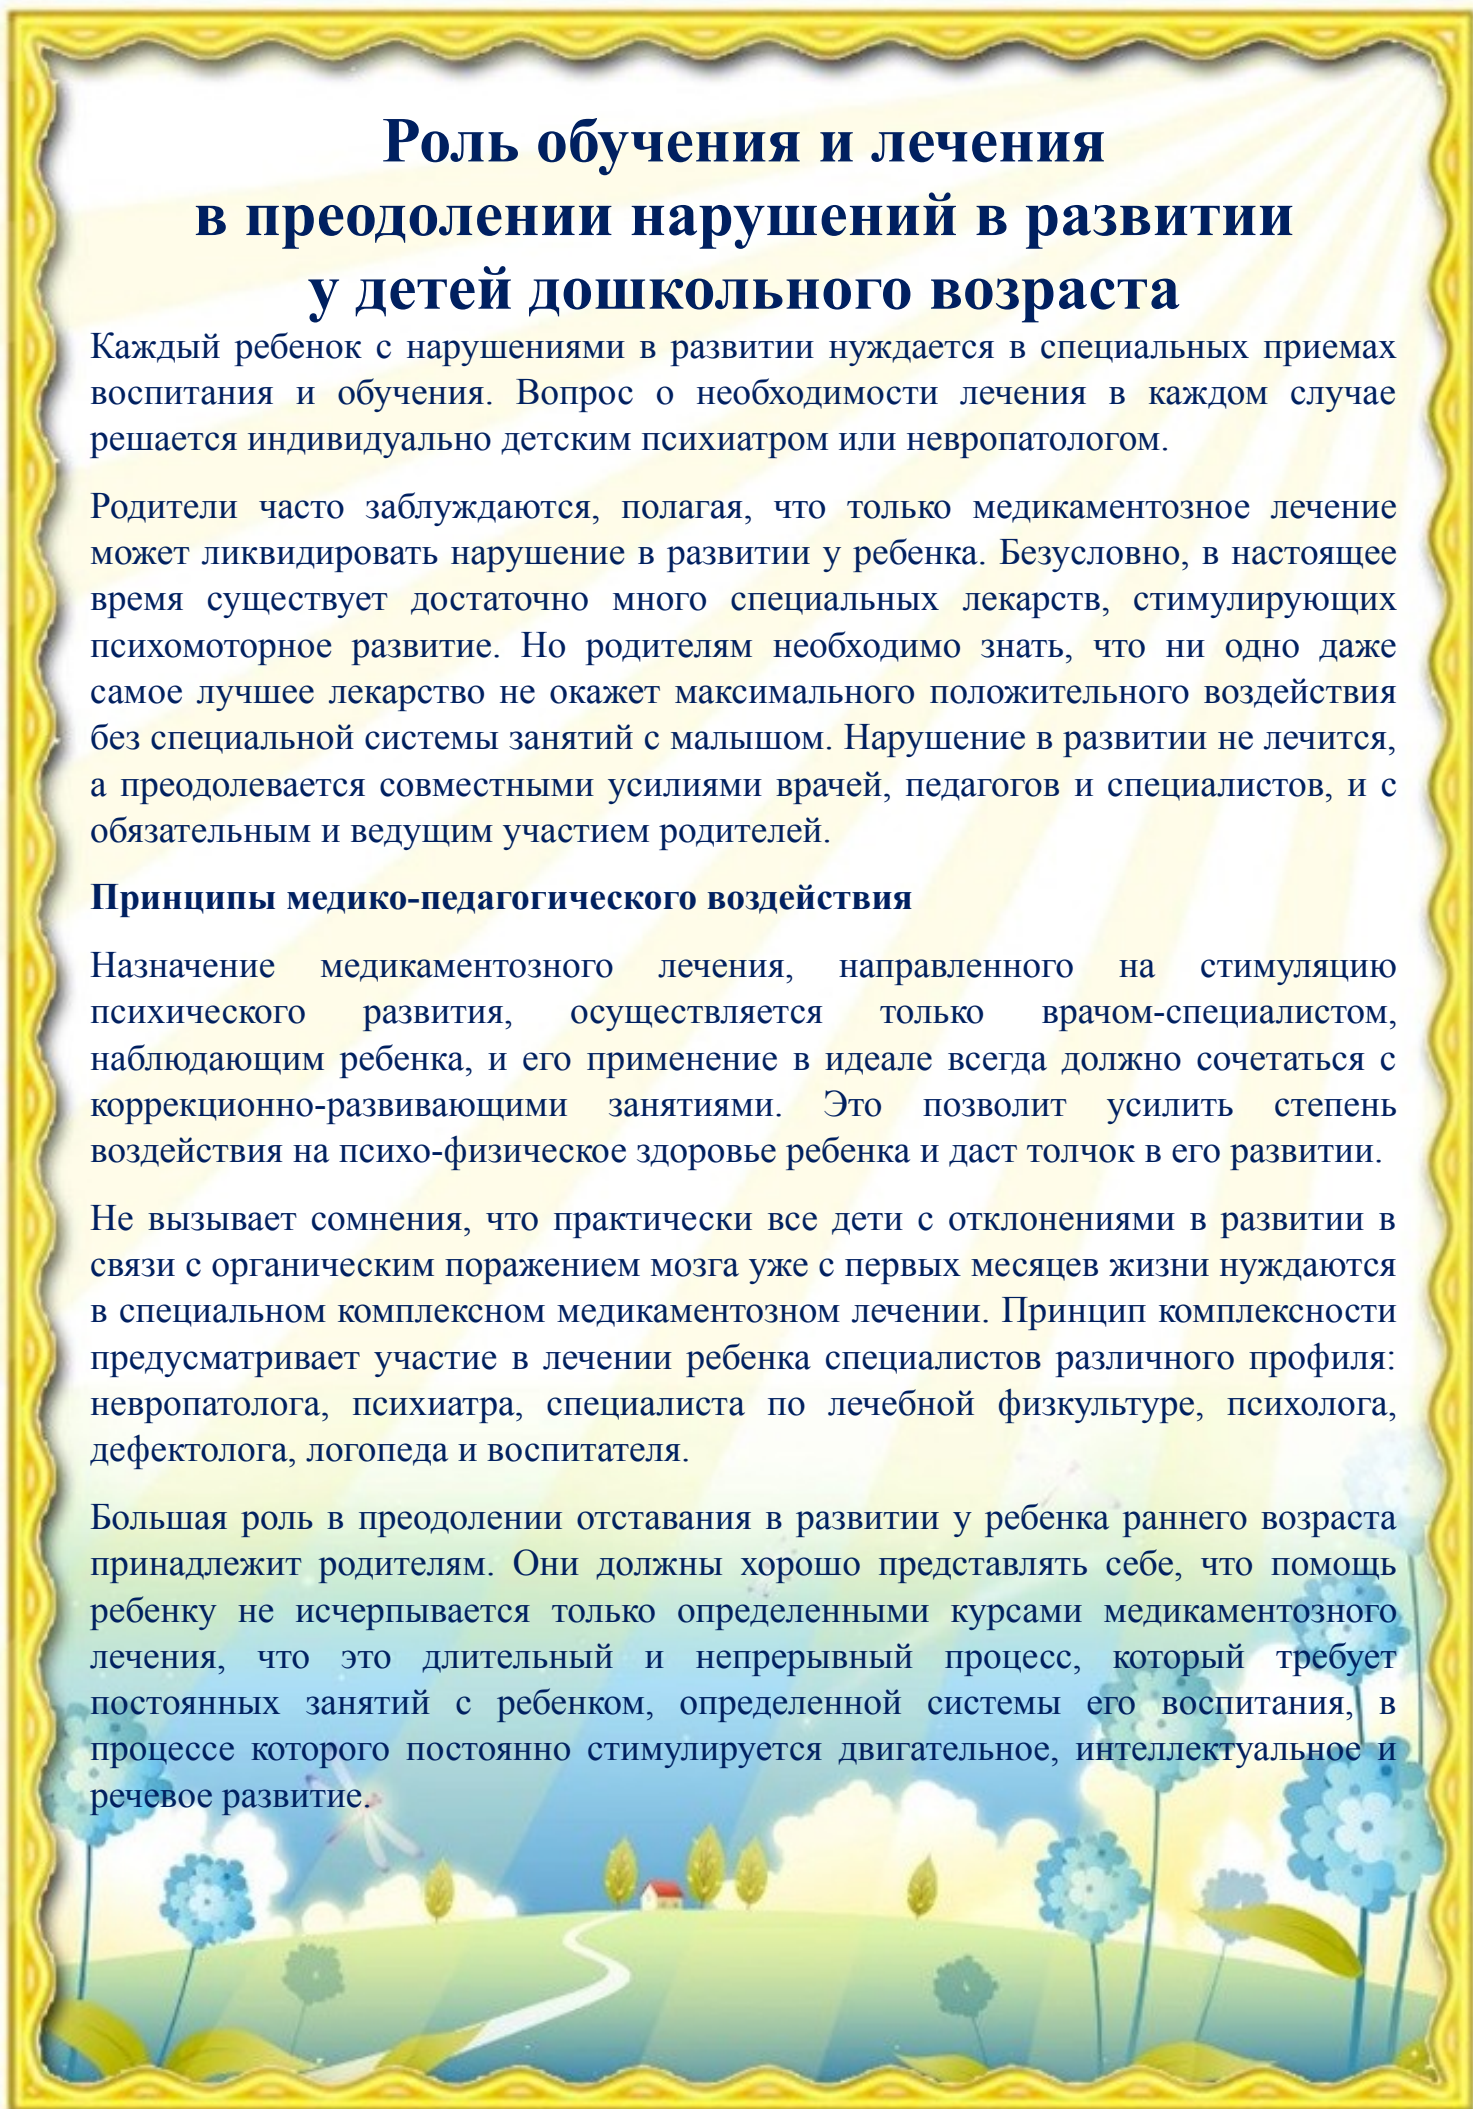 Роль обучения и лечения
в преодолении нарушений в развитии
у детей дошкольного возраста
Каждый ребенок с нарушениями в развитии нуждается в специальных приемах
воспитания и обучения. Вопрос о необходимости лечения в каждом случае
решается индивидуально детским психиатром или невропатологом.
Родители часто заблуждаются, полагая, что только медикаментозное лечение
может ликвидировать нарушение в развитии у ребенка. Безусловно, в настоящее
время существует достаточно много специальных лекарств, стимулирующих
психомоторное развитие. Но родителям необходимо знать, что ни одно даже
самое лучшее лекарство не окажет максимального положительного воздействия
без специальной системы занятий с малышом. Нарушение в развитии не лечится,
а преодолевается совместными усилиями врачей, педагогов и специалистов, и с
обязательным и ведущим участием родителей.
Принципы медико-педагогического воздействия
Назначение медикаментозного лечения, направленного на стимуляцию
психического развития, осуществляется только врачом-специалистом,
наблюдающим ребенка, и его применение в идеале всегда должно сочетаться с
коррекционно-развивающими занятиями. Это позволит усилить степень
воздействия на психо-физическое здоровье ребенка и даст толчок в его развитии.
Не вызывает сомнения, что практически все дети с отклонениями в развитии в
связи с органическим поражением мозга уже с первых месяцев жизни нуждаются
в специальном комплексном медикаментозном лечении. Принцип комплексности
предусматривает участие в лечении ребенка специалистов различного профиля:
невропатолога, психиатра, специалиста по лечебной физкультуре, психолога,
дефектолога, логопеда и воспитателя.
Большая роль в преодолении отставания в развитии у ребенка раннего возраста
принадлежит родителям. Они должны хорошо представлять себе, что помощь
ребенку не исчерпывается только определенными курсами медикаментозного
лечения, что это длительный и непрерывный процесс, который требует
постоянных занятий с ребенком, определенной системы его воспитания, в
процессе которого постоянно стимулируется двигательное, интеллектуальное и
речевое развитие.